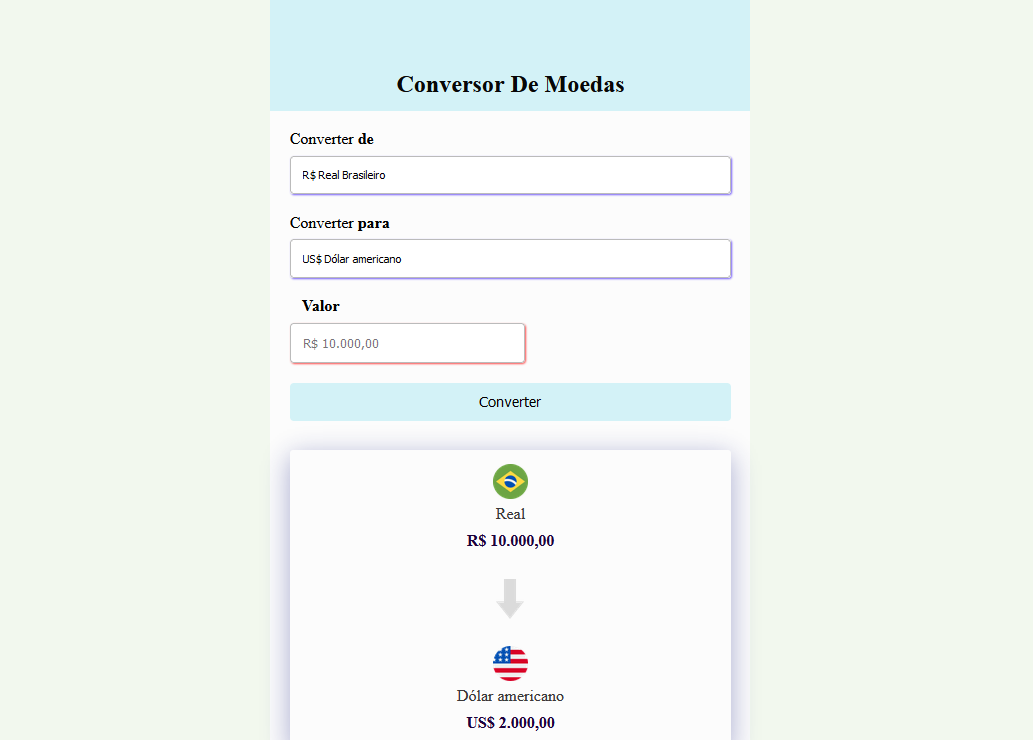 Conversor De Moedas
Converter de
R$ Real Brasileiro
Converter para
US$ Dólar americano
Valor
R$ 10.000,00
Converter
Real
R$ 10.000,00
Dólar americano
US$ 2.000,00